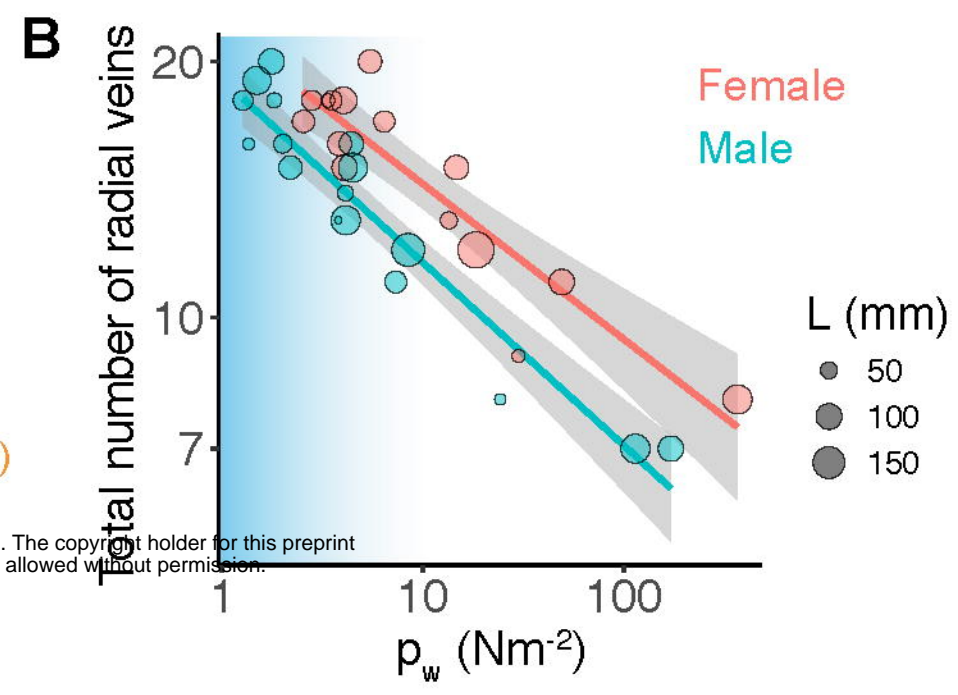 B
Total number of radial veins
20
10
7
Female
Male
L (mm)
50
100
150
)
. The copyright holder for this preprint
allowed without permission.
1 10 100
p_w (Nm⁻²)